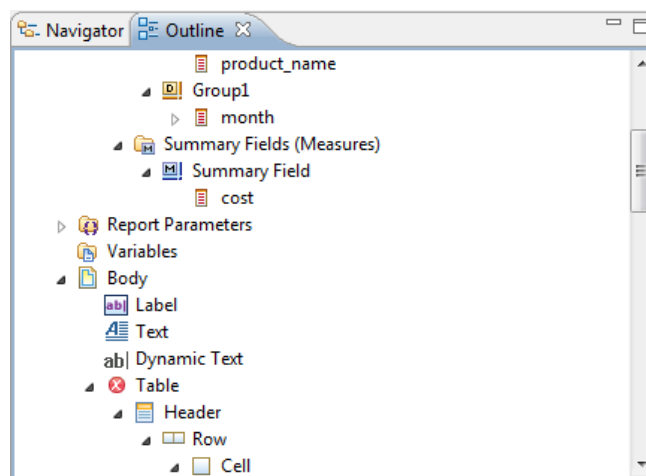 Navigator Outline
product_name
Group1
month
Summary Fields (Measures)
Summary Field
cost
Report Parameters
Variables
Body
Label
Text
ab| Dynamic Text
Table
Header
Row
Cell